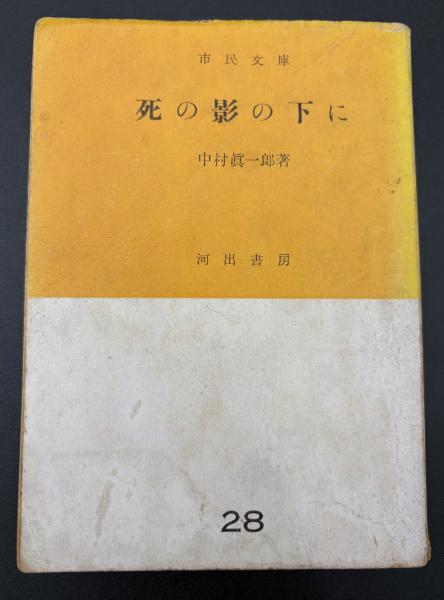 市民文庫
死の影の下に
中村眞一郎著
河出書房
28